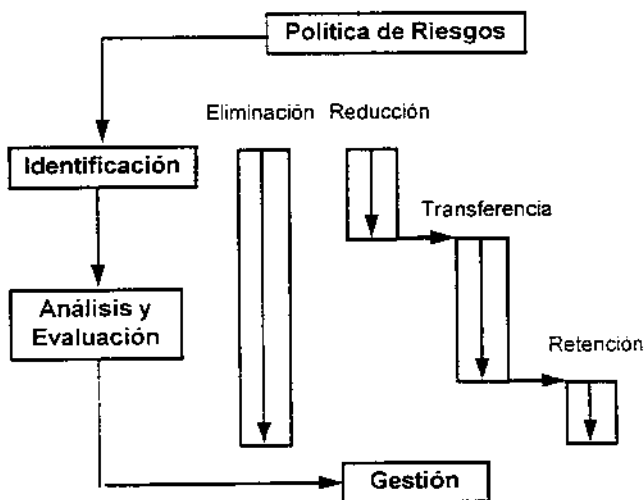 Política de Riesgos
Eliminación Reducción
Identificación
Transferencia
Análisis y
Evaluación
Retención
Gestión